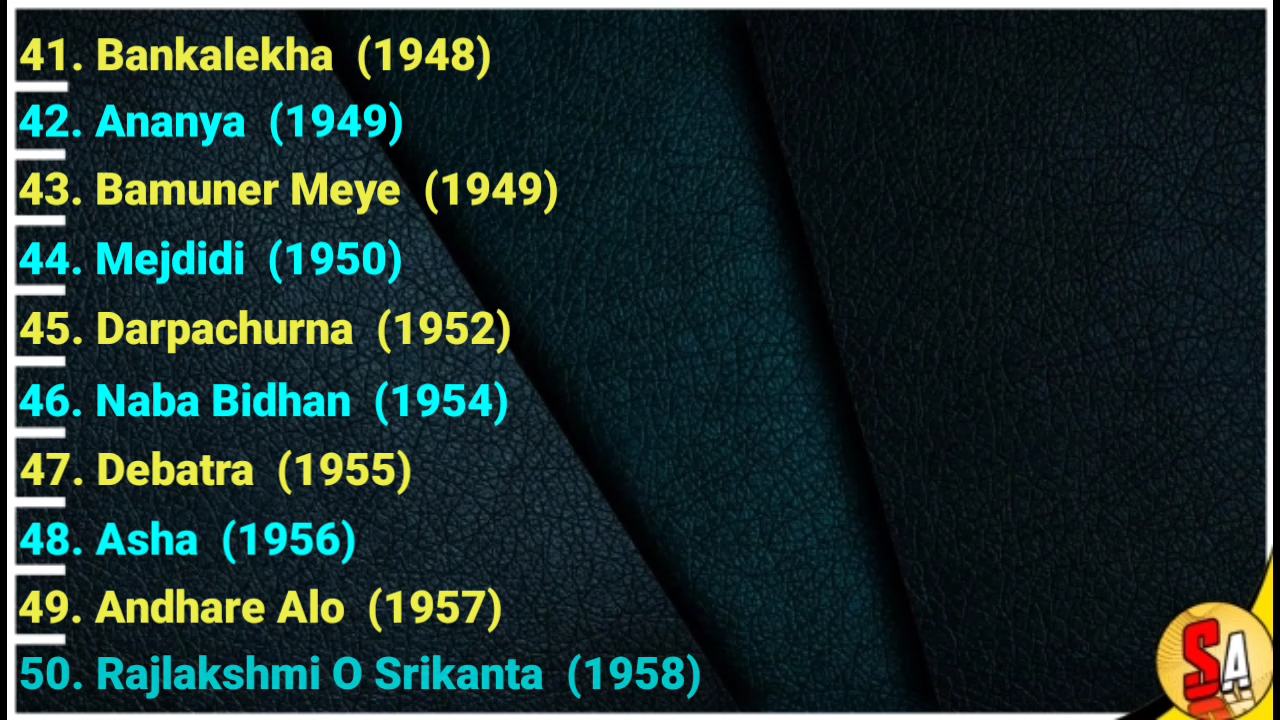 41. Bankalekha (1948)
42. Ananya (1949)
43. Bamuner Meye (1949)
44. Mejdidi (1950)
45. Darpachurna (1952)
46. Naba Bidhan (1954)
47. Debatra (1955)
48. Asha (1956)
49. Andhare Alo (1957)
50. Rajlakshmi O Srikanta (1958)
SA